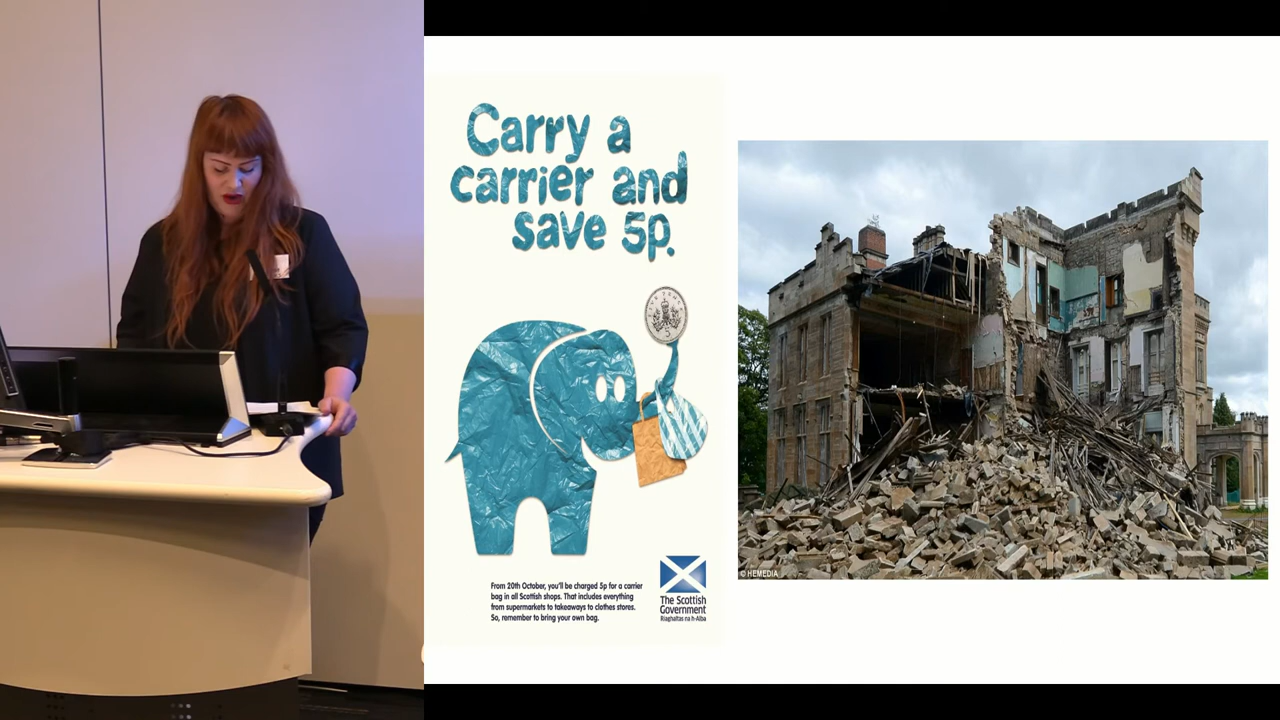 Carry a
carrier and
save 5p.
From 20th October, you'll be charged 5p for a carrier
bag in all Scottish shops. That includes everything
from supermarkets to takeaways to clothes stores.
So, remember to bring your own bag.
The Scottish
Government
Riaghaltas na h-Alba
© HEMEDIA